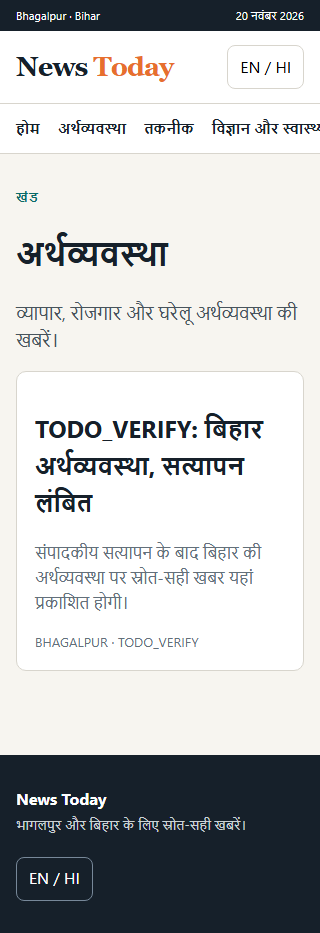 Bhagalpur · Bihar
20 नवंबर 2026
News Today
EN / HI
होम अर्थव्यवस्था तकनीक विज्ञान और स्वास्थ्य
खंड
अर्थव्यवस्था
व्यापार, रोजगार और घरेलू अर्थव्यवस्था की
खबरें।
TODO_VERIFY: बिहार
अर्थव्यवस्था, सत्यापन
लंबित
संपादकीय सत्यापन के बाद बिहार की
अर्थव्यवस्था पर स्रोत-सही खबर यहां
प्रकाशित होगी।
BHAGALPUR · TODO_VERIFY
News Today
भागलपुर और बिहार के लिए स्रोत-सही खबरें।
EN / HI